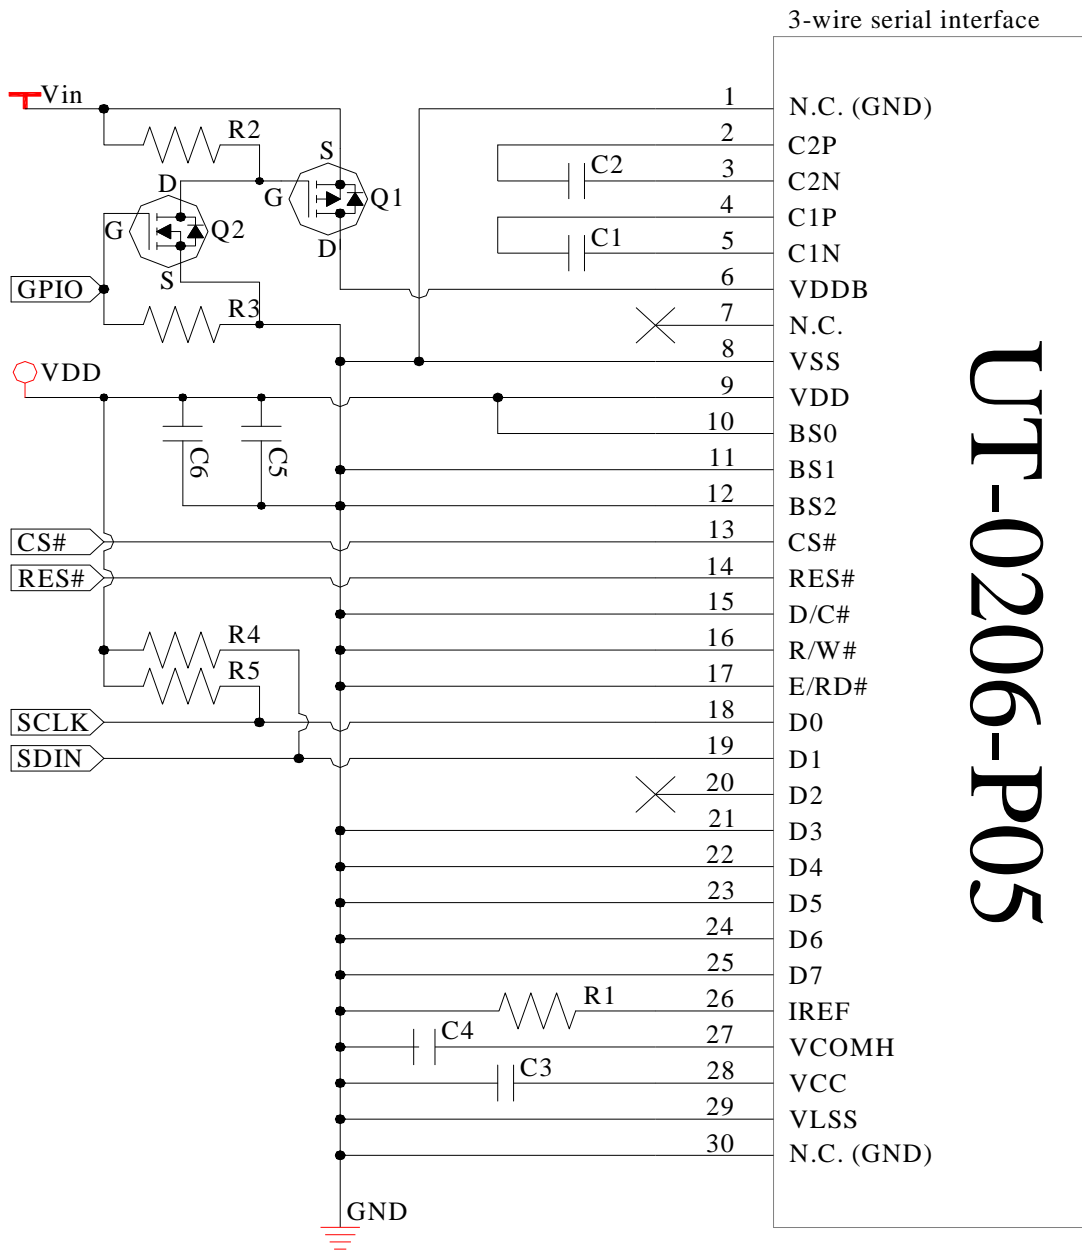 3-wire serial interface
Vin
R2
S
G
Q1
D
D
G
Q2
S
GPIO
R3
VDD
C6
C5
CS#
RES#
R4
R5
SCLK
SDIN
C2
C1
R1
C4
C3
GND
1 N.C. (GND)
2 C2P
3 C2N
4 C1P
5 C1N
6 VDDB
7 N.C.
8 VSS
9 VDD
10 BS0
11 BS1
12 BS2
13 CS#
14 RES#
15 D/C#
16 R/W#
17 E/RD#
18 D0
19 D1
20 D2
21 D3
22 D4
23 D5
24 D6
25 D7
26 IREF
27 VCOMH
28 VCC
29 VLSS
30 N.C. (GND)
UT-0206-P05